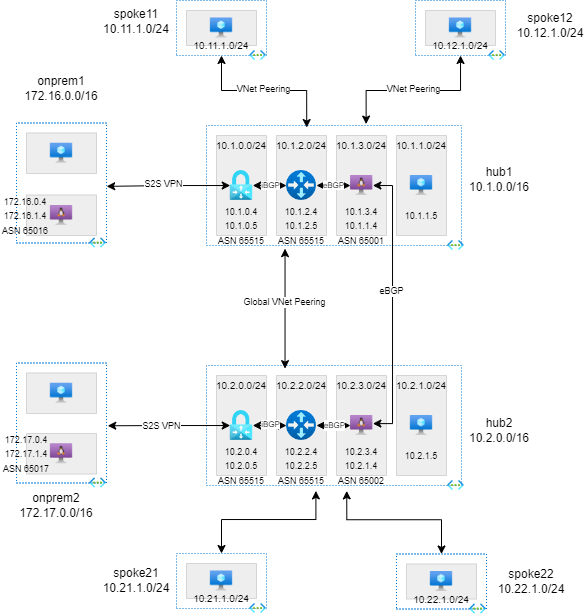 spoke11
10.11.1.0/24
10.11.1.0/24
spoke12
10.12.1.0/24
10.12.1.0/24
VNet Peering
VNet Peering
onprem1
172.16.0.0/16
172.16.0.4
172.16.1.4
ASN 65016
S2S VPN
10.1.0.0/24
10.1.2.0/24
10.1.3.0/24
10.1.1.0/24
iBGP
eBGP
10.1.0.4
10.1.0.5
ASN 65515
10.1.2.4
10.1.2.5
ASN 65515
10.1.3.4
10.1.1.4
ASN 65001
10.1.1.5
hub1
10.1.0.0/16
Global VNet Peering
eBGP
172.17.0.4
172.17.1.4
ASN 65017
onprem2
172.17.0.0/16
S2S VPN
10.2.0.0/24
10.2.2.0/24
10.2.3.0/24
10.2.1.0/24
iBGP
eBGP
10.2.0.4
10.2.0.5
ASN 65515
10.2.2.4
10.2.2.5
ASN 65515
10.2.3.4
10.2.1.4
ASN 65002
10.2.1.5
hub2
10.2.0.0/16
spoke21
10.21.1.0/24
10.21.1.0/24
10.22.1.0/24
spoke22
10.22.1.0/24